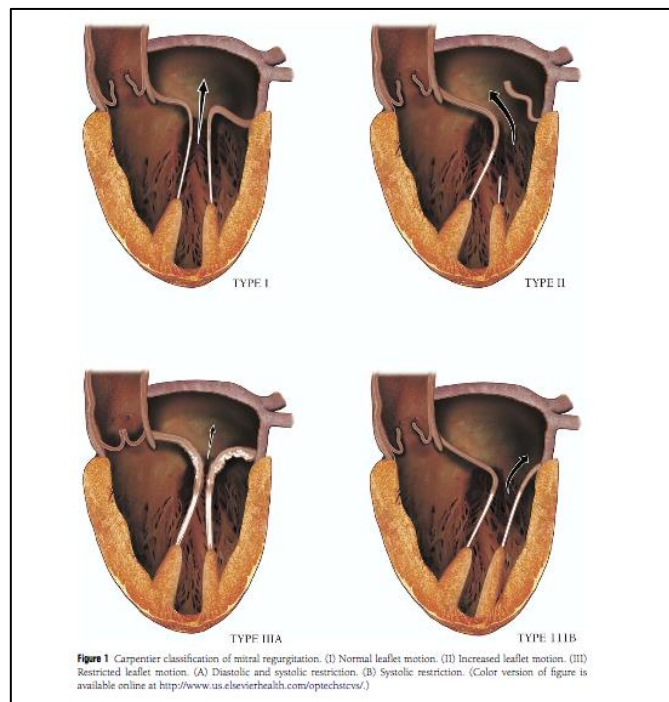 TYPE I
TYPE II
TYPE IIIA
TYPE 111B
Figure 1 Carpentier classification of mitral regurgitation. (I) Normal leaflet motion. (II) Increased leaflet motion. (III)
Restricted leaflet motion. (A) Diastolic and systolic restriction. (B) Systolic restriction. (Color version of figure is
available online at http://www.us.elsevierhealth.com/optechstcvs/.)